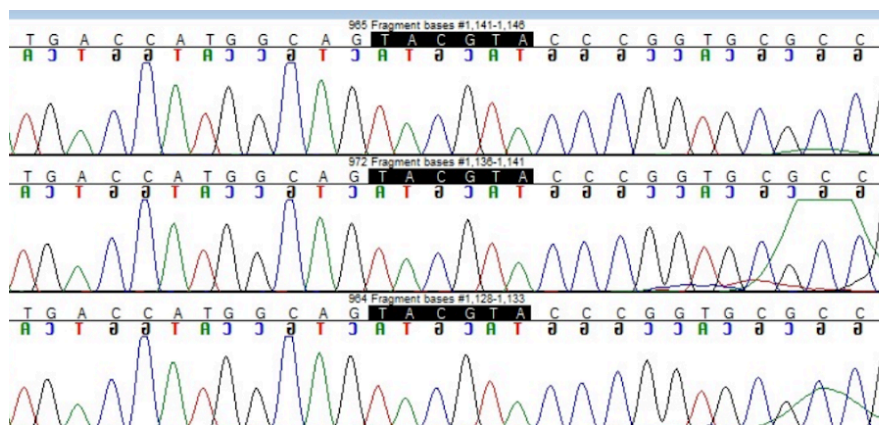 965 Fragment bases #1,141-1,146
T G A C C A T G G C A G T A C G T A C C C G G T G C G C C
A C T G G T A C C G T C A T G C A T G G G C C A C G C G G
972 Fragment bases #1,136-1,141
T G A C C A T G G C A G T A C G T A C C C G G T G C G C C
A C T G G T A C C G T C A T G C A T G G G C C A C G C G G
964 Fragment bases #1,128-1,133
T G A C C A T G G C A G T A C G T A C C C G G T G C G C C
A C T G G T A C C G T C A T G C A T G G G C C A C G C G G